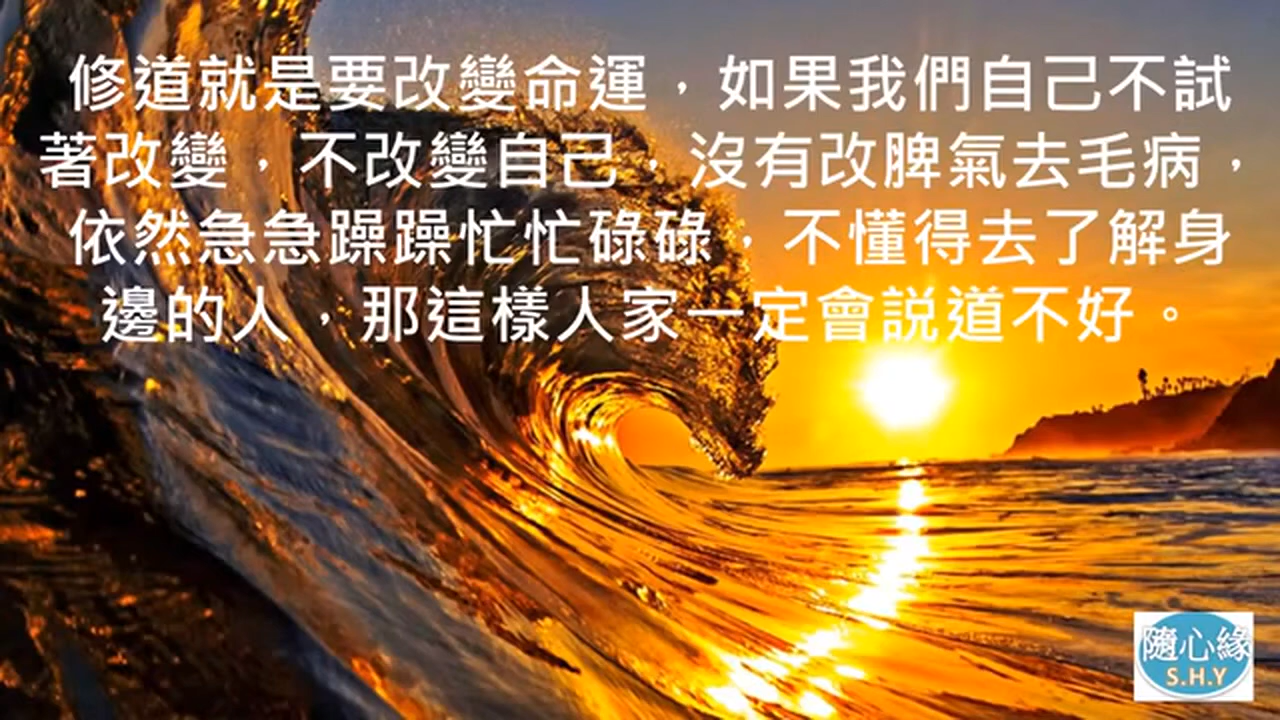 修道就是要改變命運，如果我們自己不試
著改變，不改變自己，沒有改脾氣去毛病，
依然急急躁躁忙忙碌碌，不懂得去了解身
邊的人，那這樣人家一定會説道不好。
隨心緣
S.H.Y